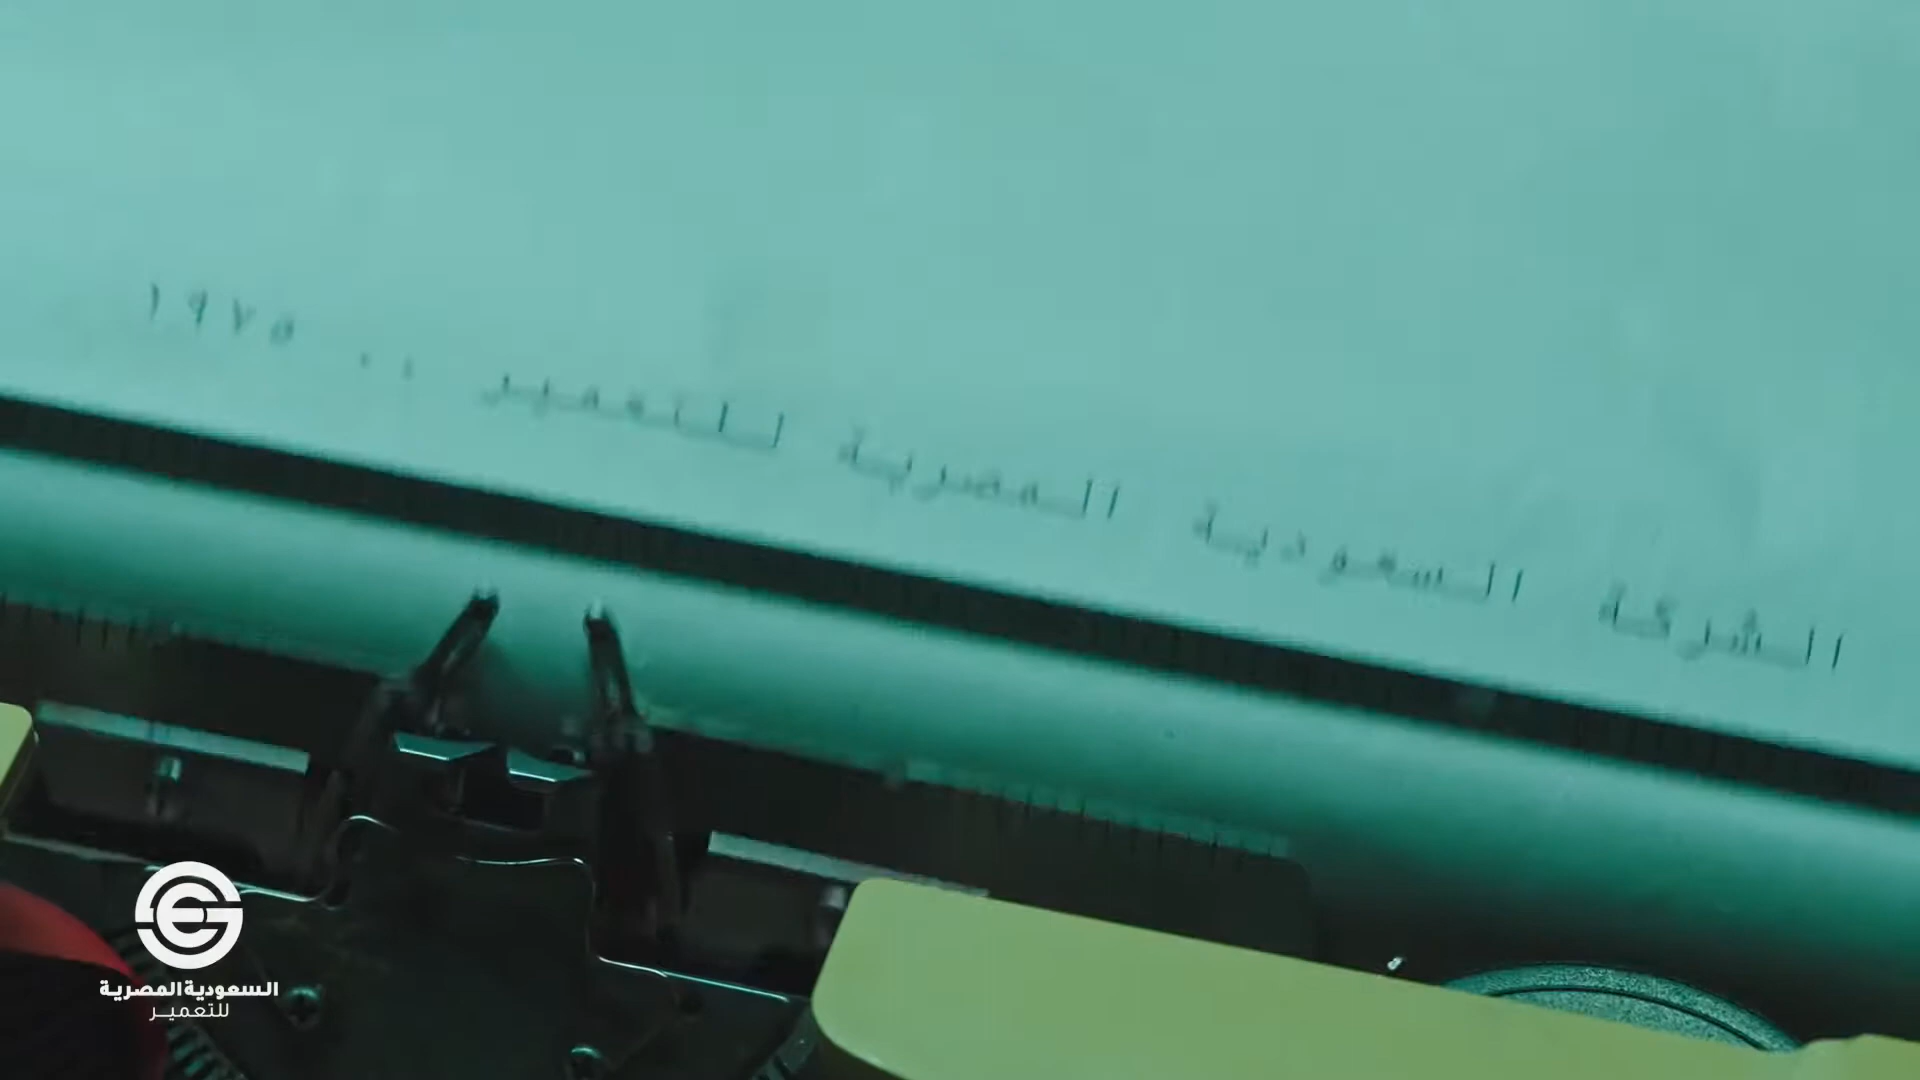 الشركة السعودية المصرية للتعمير .. ١٩٧٥
السعودية المصرية
للتعمير